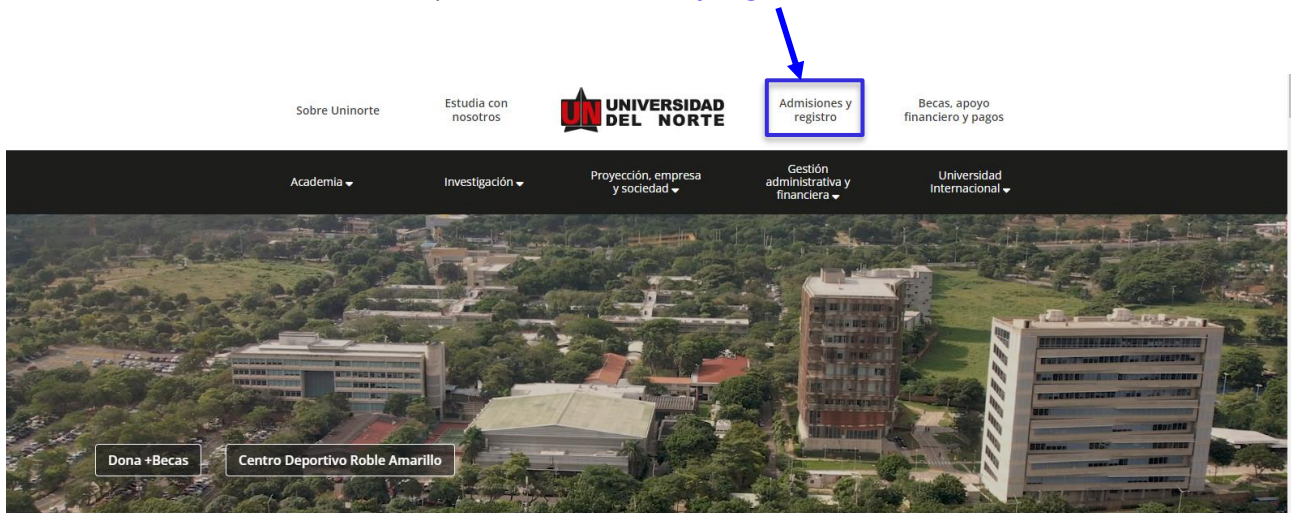 Sobre Uninorte
Estudia con
nosotros
UN UNIVERSIDAD
DEL NORTE
Admisiones y
registro
Becas, apoyo
financiero y pagos
Academia
Investigación
Proyección, empresa
y sociedad
Gestión
administrativa y
financiera
Universidad
Internacional
Dona +Becas
Centro Deportivo Roble Amarillo